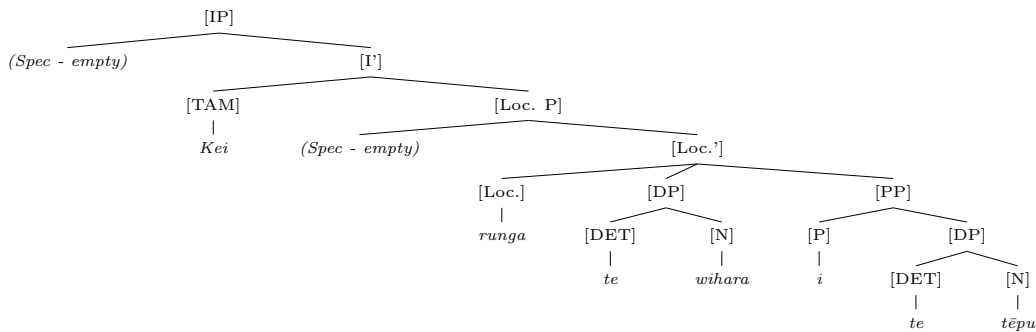 [IP]
(Spec - empty) [I']
[TAM] [Loc. P]
Kei (Spec - empty) [Loc.']
[Loc.] [DP] [PP]
runga [DET] [N] [P] [DP]
te wihara i [DET] [N]
te tēpu